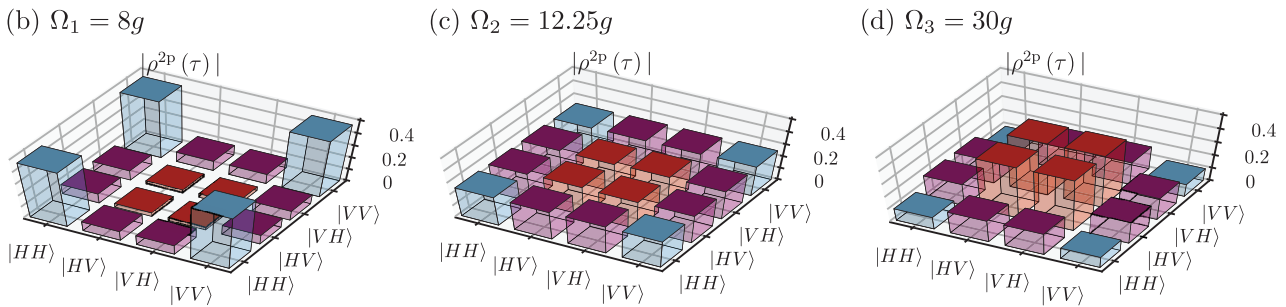 (b) Ω₁ = 8g
|ρ²ᵖ (τ) |
0.4
0.2
0
|HH⟩
|HV⟩
|VH⟩
|VV⟩
|HH⟩
|HV⟩
|VH⟩
|VV⟩
(c) Ω₂ = 12.25g
|ρ²ᵖ (τ) |
0.4
0.2
0
|HH⟩
|HV⟩
|VH⟩
|VV⟩
|HH⟩
|HV⟩
|VH⟩
|VV⟩
(d) Ω₃ = 30g
|ρ²ᵖ (τ) |
0.4
0.2
0
|HH⟩
|HV⟩
|VH⟩
|VV⟩
|HH⟩
|HV⟩
|VH⟩
|VV⟩